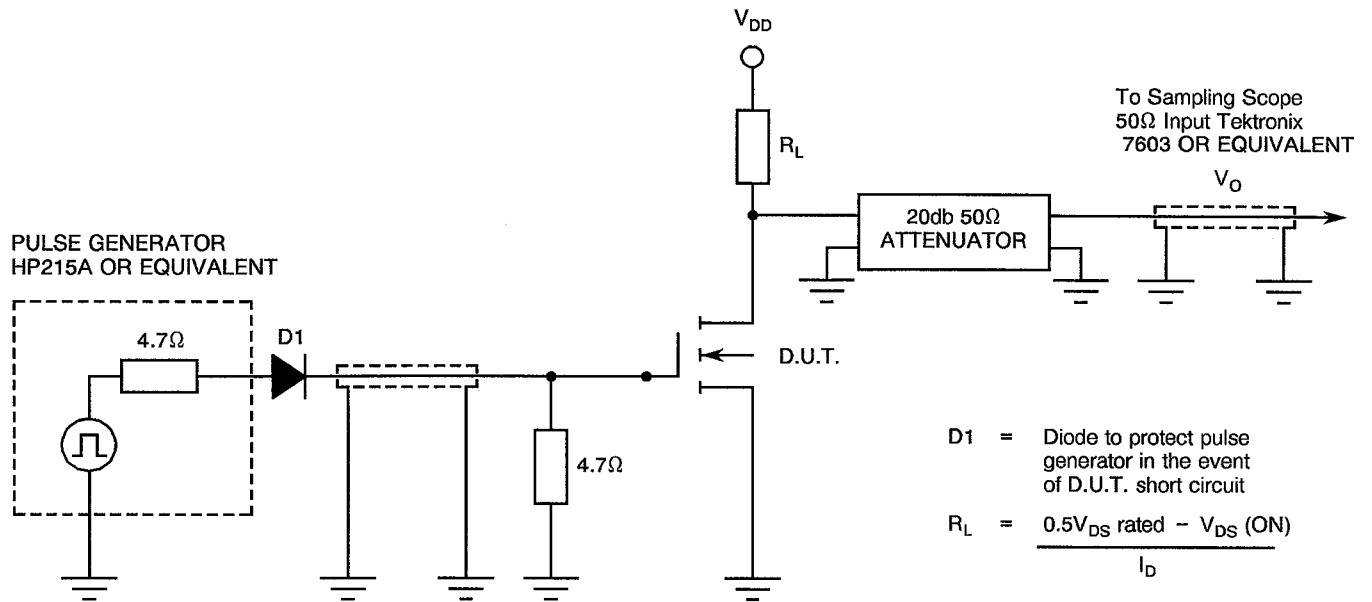 V_DD
R_L
To Sampling Scope
50Ω Input Tektronix
7603 OR EQUIVALENT
V_O
20db 50Ω
ATTENUATOR
PULSE GENERATOR
HP215A OR EQUIVALENT
4.7Ω
D1
D.U.T.
4.7Ω
D1 = Diode to protect pulse
generator in the event
of D.U.T. short circuit
R_L = 0.5V_DS rated – V_DS (ON)
I_D